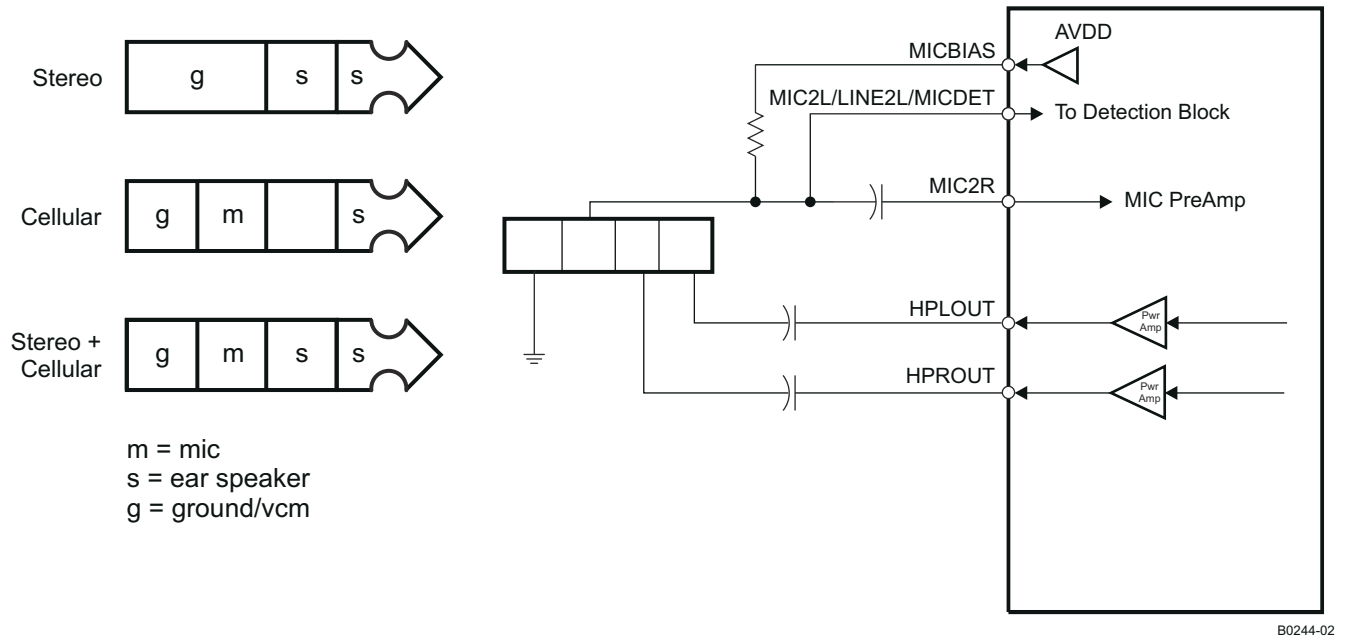 Stereo
g
s
s
Cellular
g
m
s
Stereo +
Cellular
g
m
s
s
m = mic
s = ear speaker
g = ground/vcm
AVDD
MICBIAS
MIC2L/LINE2L/MICDET
To Detection Block
MIC2R
MIC PreAmp
HPLOUT
Pwr
Amp
HPROUT
Pwr
Amp
B0244-02